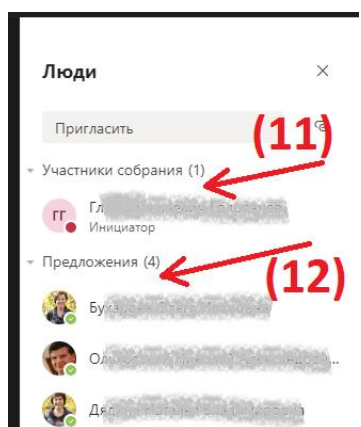 Люди
Пригласить
(11)
Участники собрания (1)
ГГ
Инициатор
Предложения (4)
(12)